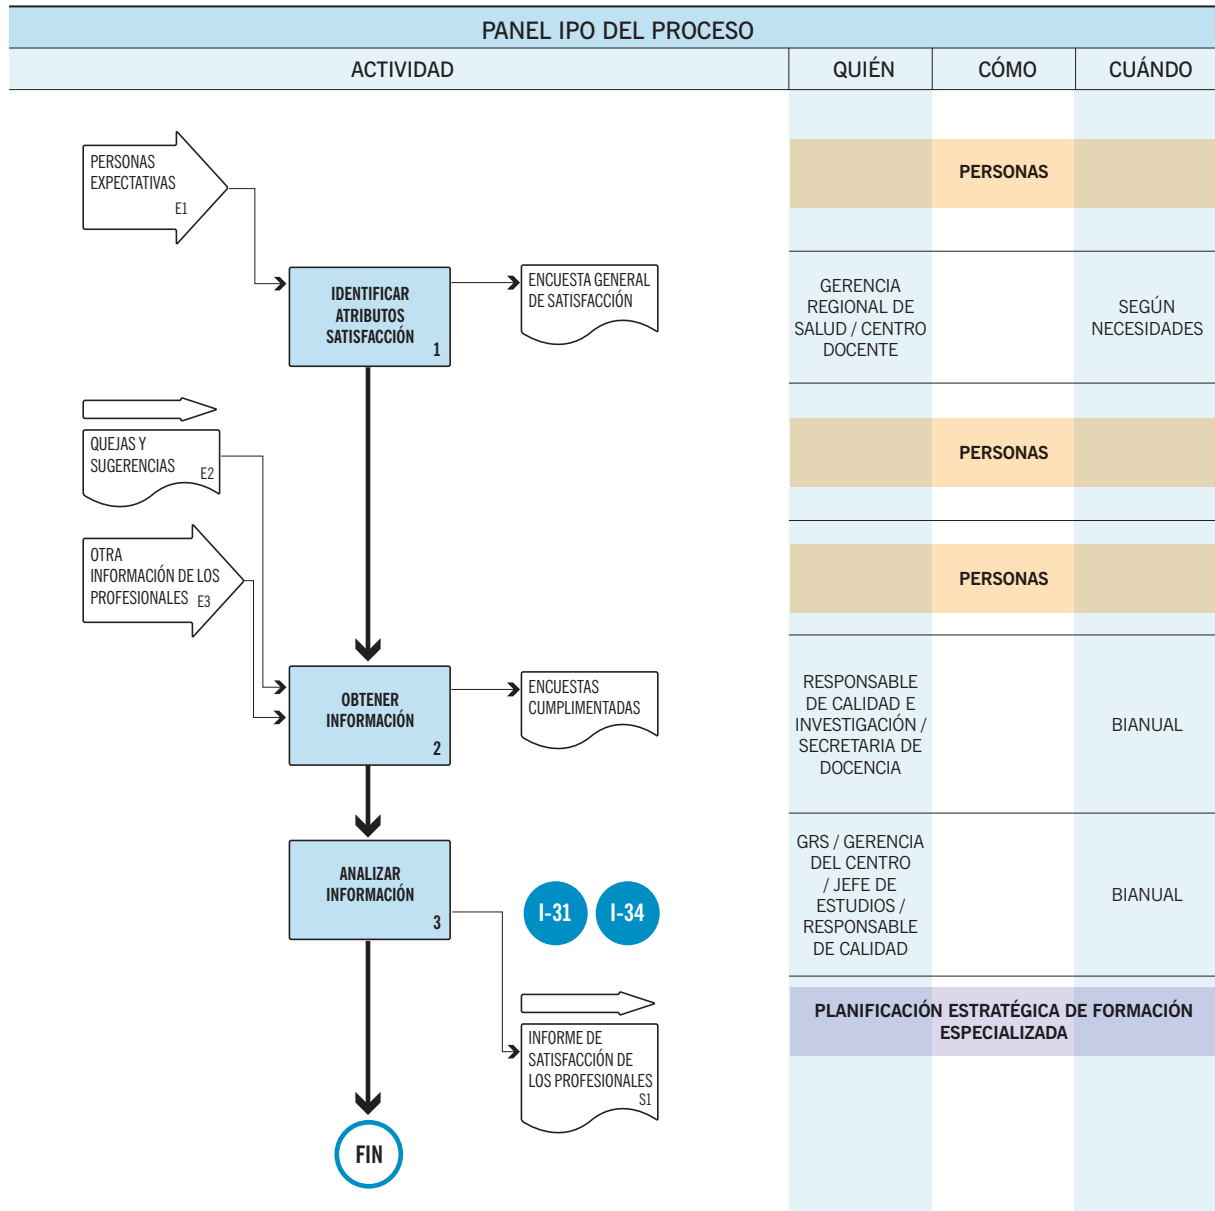 PANEL IPO DEL PROCESO
ACTIVIDAD
QUIÉN
CÓMO
CUÁNDO
PERSONAS
EXPECTATIVAS
E1
PERSONAS
IDENTIFICAR
ATRIBUTOS
SATISFACCIÓN
1
ENCUESTA GENERAL
DE SATISFACCIÓN
GERENCIA
REGIONAL DE
SALUD / CENTRO
DOCENTE
SEGÚN
NECESIDADES
QUEJAS Y
SUGERENCIAS
E2
PERSONAS
OTRA
INFORMACIÓN DE LOS
PROFESIONALES E3
PERSONAS
OBTENER
INFORMACIÓN
2
ENCUESTAS
CUMPLIMENTADAS
RESPONSABLE
DE CALIDAD E
INVESTIGACIÓN /
SECRETARIA DE
DOCENCIA
BIANUAL
ANALIZAR
INFORMACIÓN
3
I-31
I-34
GRS / GERENCIA
DEL CENTRO
/ JEFE DE
ESTUDIOS /
RESPONSABLE
DE CALIDAD
BIANUAL
INFORME DE
SATISFACCIÓN DE
LOS PROFESIONALES
S1
PLANIFICACIÓN ESTRATÉGICA DE FORMACIÓN
ESPECIALIZADA
FIN